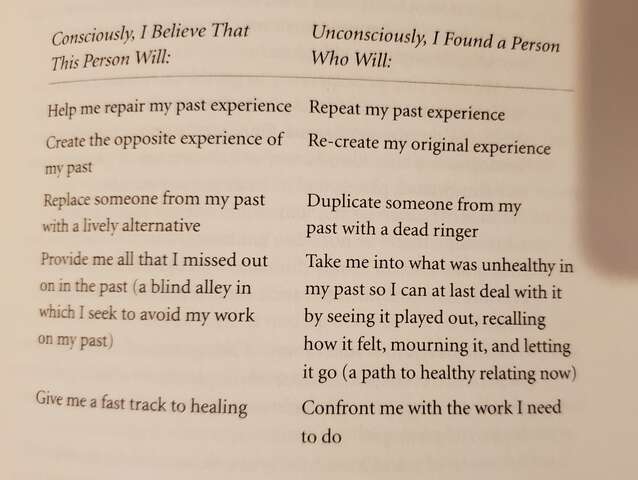 Consciously, I Believe That This Person Will:
Unconsciously, I Found a Person Who Will:
Help me repair my past experience
Repeat my past experience
Create the opposite experience of my past
Re-create my original experience
Replace someone from my past with a lively alternative
Duplicate someone from my past with a dead ringer
Provide me all that I missed out on in the past (a blind alley in which I seek to avoid my work on my past)
Take me into what was unhealthy in my past so I can at last deal with it by seeing it played out, recalling how it felt, mourning it, and letting it go (a path to healthy relating now)
Give me a fast track to healing
Confront me with the work I need to do